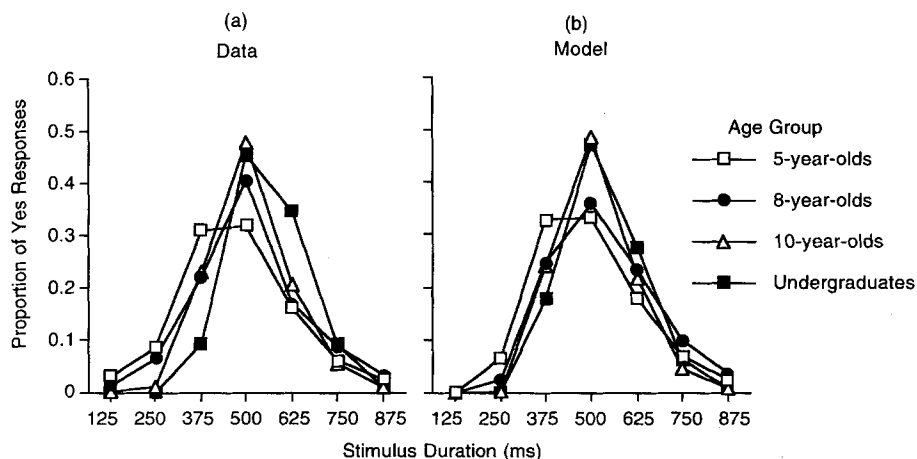 (a)
Data
(b)
Model
Proportion of Yes Responses
0.6
0.5
0.4
0.3
0.2
0.1
0
125 250 375 500 625 750 875
125 250 375 500 625 750 875
Stimulus Duration (ms)
Age Group
5-year-olds
8-year-olds
10-year-olds
Undergraduates